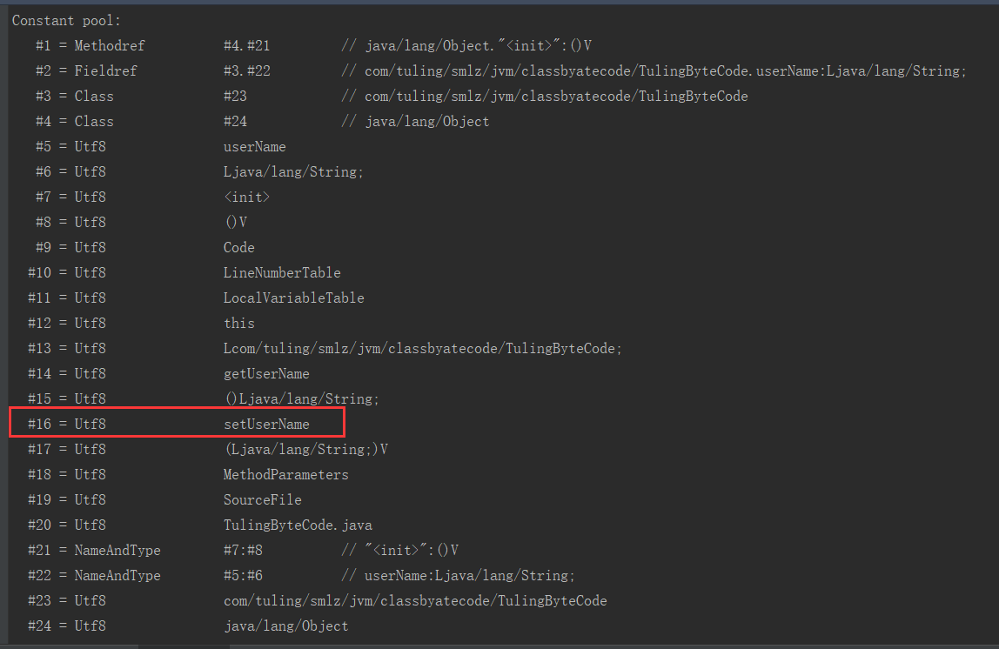 Constant pool:
#1 = Methodref #4.#21 // java/lang/Object."<init>":()V
#2 = Fieldref #3.#22 // com/tuling/smlz/jvm/classbyatecode/TulingByteCode.userName:Ljava/lang/String;
#3 = Class #23 // com/tuling/smlz/jvm/classbyatecode/TulingByteCode
#4 = Class #24 // java/lang/Object
#5 = Utf8 userName
#6 = Utf8 Ljava/lang/String;
#7 = Utf8 <init>
#8 = Utf8 ()V
#9 = Utf8 Code
#10 = Utf8 LineNumberTable
#11 = Utf8 LocalVariableTable
#12 = Utf8 this
#13 = Utf8 Lcom/tuling/smlz/jvm/classbyatecode/TulingByteCode;
#14 = Utf8 getUserName
#15 = Utf8 ()Ljava/lang/String;
#16 = Utf8 setUserName
#17 = Utf8 (Ljava/lang/String;)V
#18 = Utf8 MethodParameters
#19 = Utf8 SourceFile
#20 = Utf8 TulingByteCode.java
#21 = NameAndType #7:#8 // "<init>":()V
#22 = NameAndType #5:#6 // userName:Ljava/lang/String;
#23 = Utf8 com/tuling/smlz/jvm/classbyatecode/TulingByteCode
#24 = Utf8 java/lang/Object